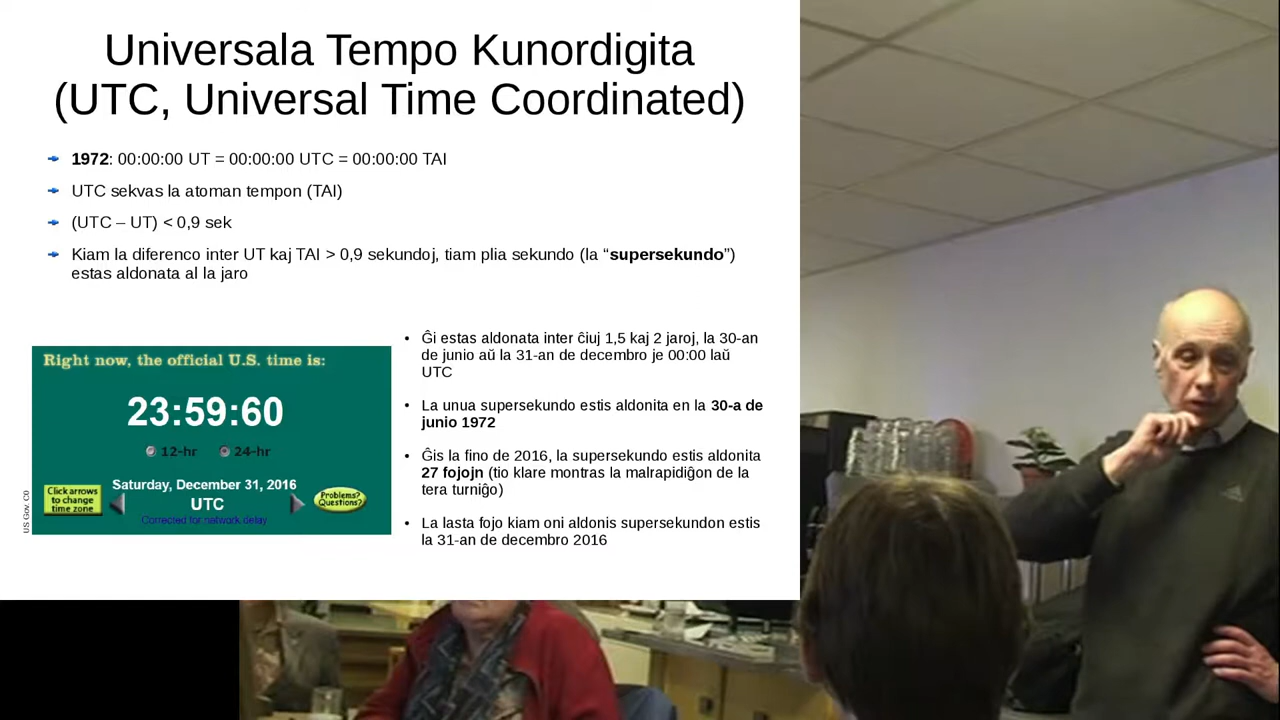 Universala Tempo Kunordigita
(UTC, Universal Time Coordinated)
1972: 00:00:00 UT = 00:00:00 UTC = 00:00:00 TAI
UTC sekvas la atoman tempon (TAI)
(UTC – UT) < 0,9 sek
Kiam la diferenco inter UT kaj TAI > 0,9 sekundoj, tiam plia sekundo (la “supersekundo”)
estas aldonata al la jaro
Right now, the official U.S. time is:
23:59:60
12-hr 24-hr
Click arrows
to change
time zone
Saturday, December 31, 2016
UTC
Corrected for network delay
Problems?
Questions?
US Gov, C0
Ĝi estas aldonata inter ĉiuj 1,5 kaj 2 jaroj, la 30-an
de junio aŭ la 31-an de decembro je 00:00 laŭ
UTC
La unua supersekundo estis aldonita en la 30-a de
junio 1972
Ĝis la fino de 2016, la supersekundo estis aldonita
27 fojojn (tio klare montras la malrapidiĝon de la
tera turniĝo)
La lasta fojo kiam oni aldonis supersekundon estis
la 31-an de decembro 2016